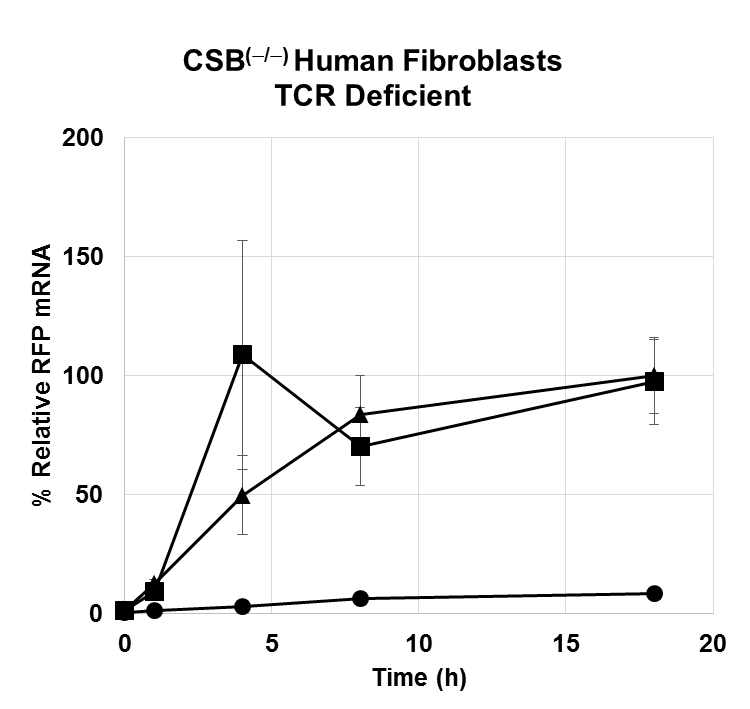 CSB(−/−) Human Fibroblasts
TCR Deficient
200
150
100
50
0
% Relative RFP mRNA
0 5 10 15 20
Time (h)